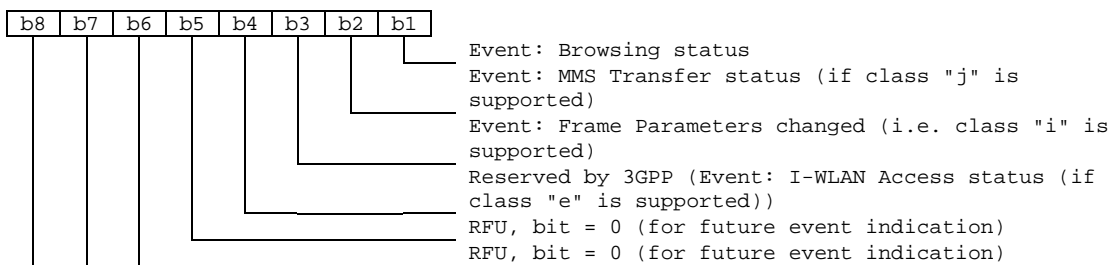 b8 b7 b6 b5 b4 b3 b2 b1
Event: Browsing status
Event: MMS Transfer status (if class "j" is
supported)
Event: Frame Parameters changed (i.e. class "i" is
supported)
Reserved by 3GPP (Event: I-WLAN Access status (if
class "e" is supported))
RFU, bit = 0 (for future event indication)
RFU, bit = 0 (for future event indication)